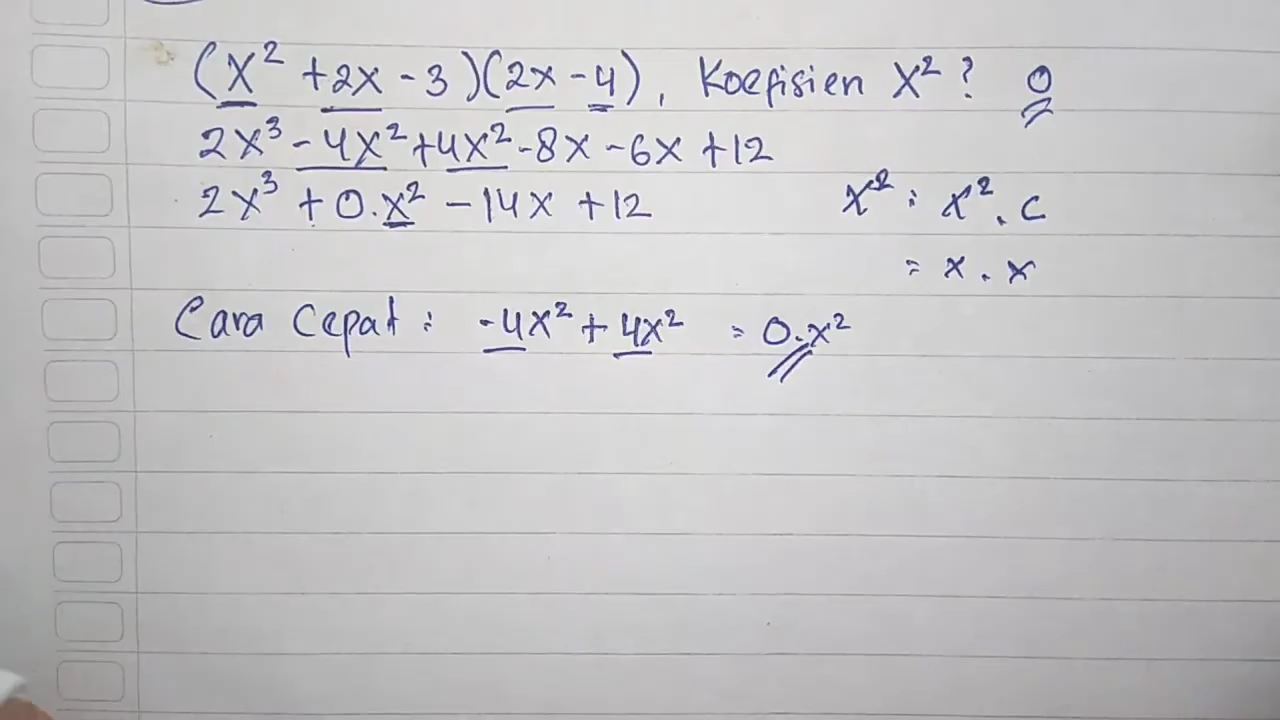 (x² + 2x - 3)(2x - 4), Koefisien x² ? 0
2x³ - 4x² + 4x² - 8x - 6x + 12
2x³ + 0.x² - 14x + 12
x² : x² . c
= x . x
Cara Cepat : -4x² + 4x² = 0.x²